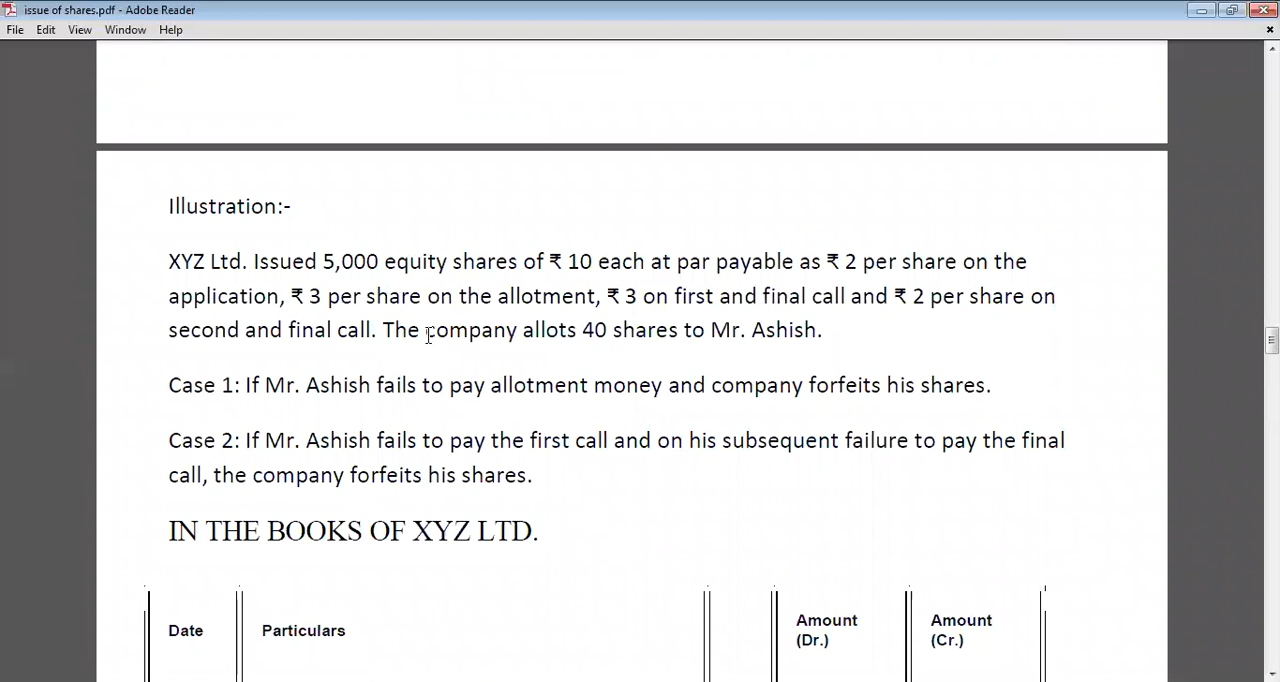 issue of shares.pdf - Adobe Reader
File Edit View Window Help
Illustration:-
XYZ Ltd. Issued 5,000 equity shares of ₹ 10 each at par payable as ₹ 2 per share on the
application, ₹ 3 per share on the allotment, ₹ 3 on first and final call and ₹ 2 per share on
second and final call. The company allots 40 shares to Mr. Ashish.
Case 1: If Mr. Ashish fails to pay allotment money and company forfeits his shares.
Case 2: If Mr. Ashish fails to pay the first call and on his subsequent failure to pay the final
call, the company forfeits his shares.
IN THE BOOKS OF XYZ LTD.
Date Particulars Amount (Dr.) Amount (Cr.)